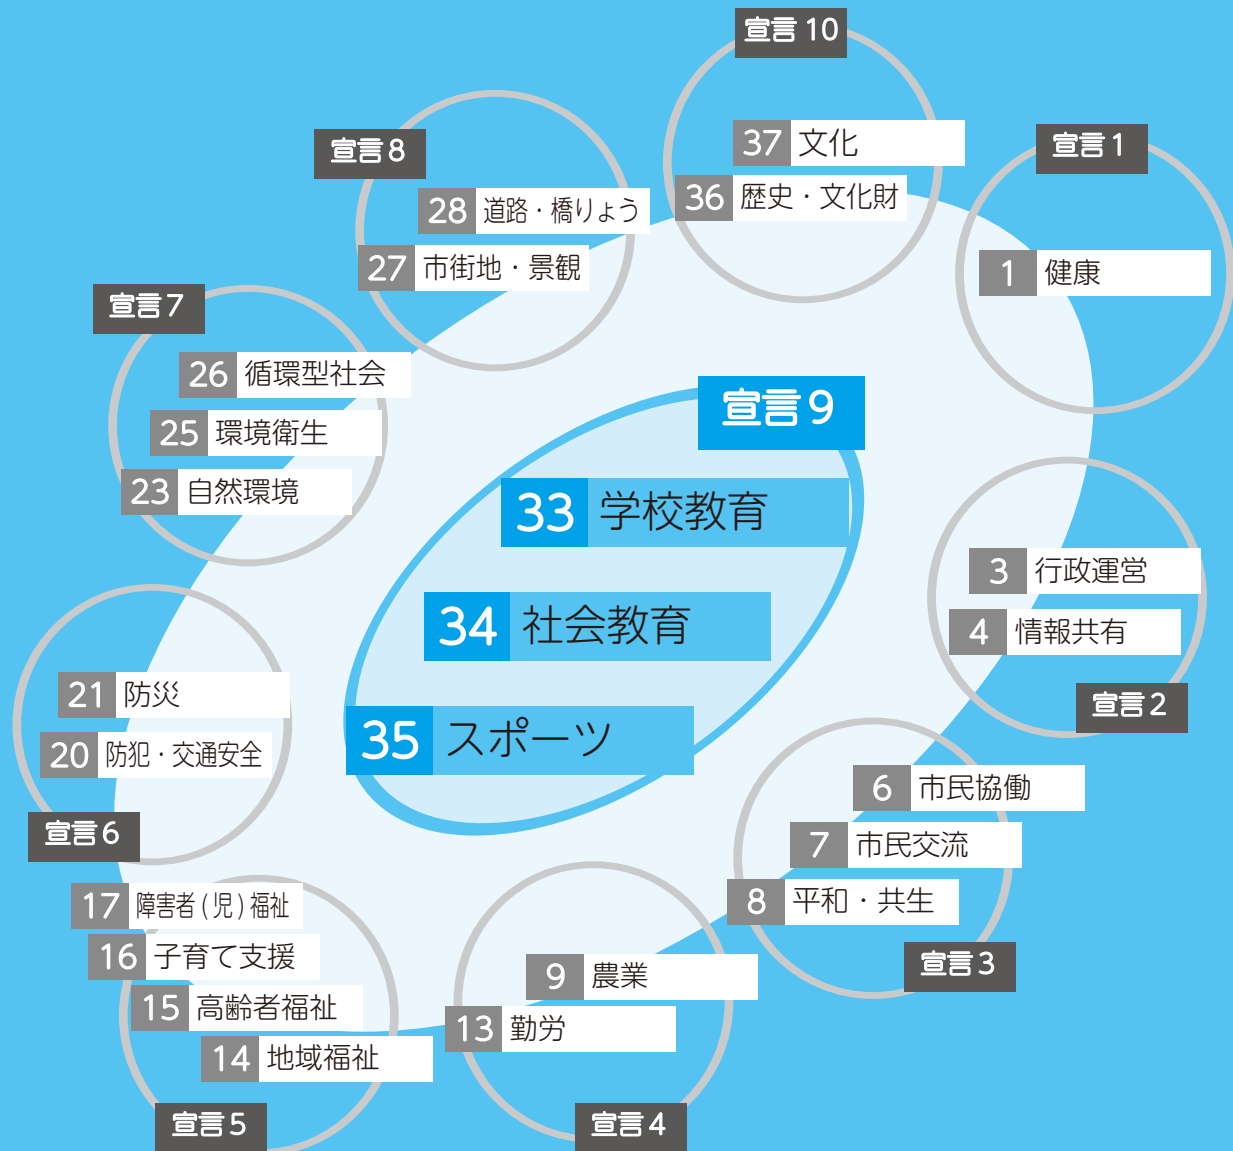 宣言 10
37 文化
36 歴史・文化財
宣言 8
28 道路・橋りょう
27 市街地・景観
宣言 1
1 健康
宣言 7
26 循環型社会
25 環境衛生
23 自然環境
宣言 9
33 学校教育
34 社会教育
35 スポーツ
3 行政運営
4 情報共有
宣言 2
21 防災
20 防犯・交通安全
宣言 6
6 市民協働
7 市民交流
8 平和・共生
宣言 3
17 障害者(児)福祉
16 子育て支援
15 高齢者福祉
14 地域福祉
宣言 5
9 農業
13 勤労
宣言 4